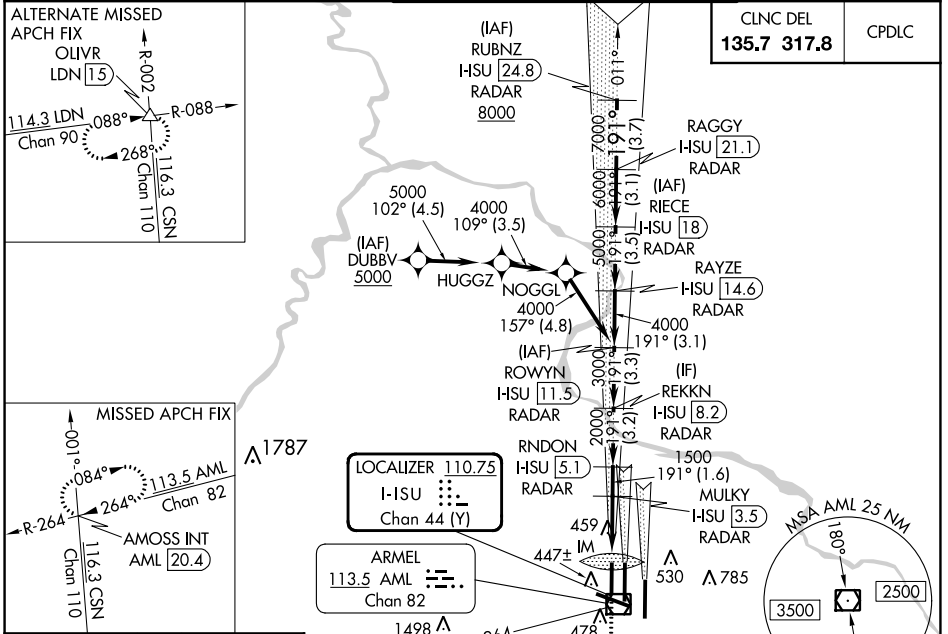 ALTERNATE MISSED
APCH FIX
OLIVR
LDN 15
R-002
R-088
114.3 LDN
Chan 90
088°
268°
116.3 CSN
Chan 110
(IAF)
RUBNZ
I-ISU 24.8
RADAR
8000
011°
CLNC DEL
135.7 317.8
CPDLC
7000
191°
(3.7)
RAGGY
I-ISU 21.1
RADAR
6000
191°
(3.1)
(IAF)
RIECE
I-ISU 18
RADAR
5000
191°
(3.5)
RAYZE
I-ISU 14.6
RADAR
4000
191° (3.1)
5000
102° (4.5)
4000
109° (3.5)
(IAF)
DUBBV
5000
HUGGZ
NOGGL
4000
157° (4.8)
(IAF)
ROWYN
I-ISU 11.5
RADAR
3000
191°
(3.3)
(IF)
REKKN
I-ISU 8.2
RADAR
2000
191°
(3.2)
RNDON
I-ISU 5.1
RADAR
1500
191° (1.6)
MULKY
I-ISU 3.5
RADAR
MISSED APCH FIX
001°
084°
264°
113.5 AML
Chan 82
R-264
AMOSS INT
AML 20.4
116.3 CSN
Chan 110
1787
LOCALIZER 110.75
I-ISU
Chan 44 (Y)
ARMEL
113.5 AML
Chan 82
459
IM
447±
530
785
1498
478
MSA AML 25 NM
180°
3500
2500